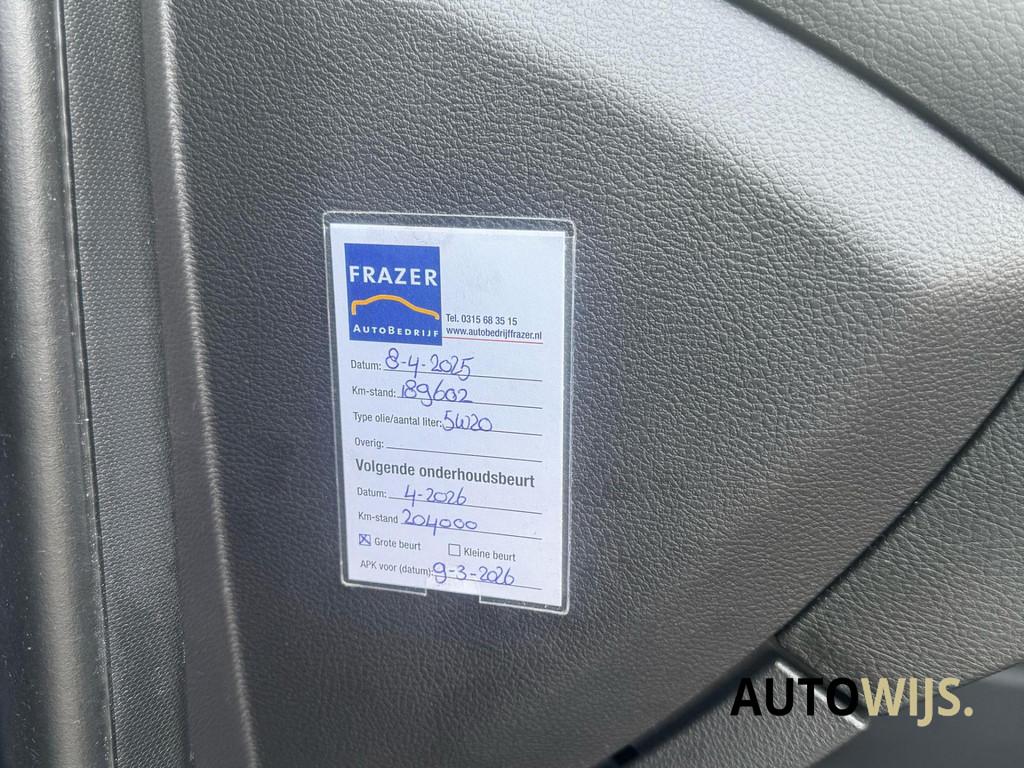 FRAZER
AUTOBEDRIJF
Tel. 0315 68 35 15
www.autobedrijffrazer.nl
Datum: 8-4-2025
Km-stand: 189602
Type olie/aantal liter: 5W20
Overig:
Volgende onderhoudsbeurt
Datum: 4-2026
Km-stand 204000
Grote beurt Kleine beurt
APK voor (datum): 9-3-2026
AUTOWIJS.